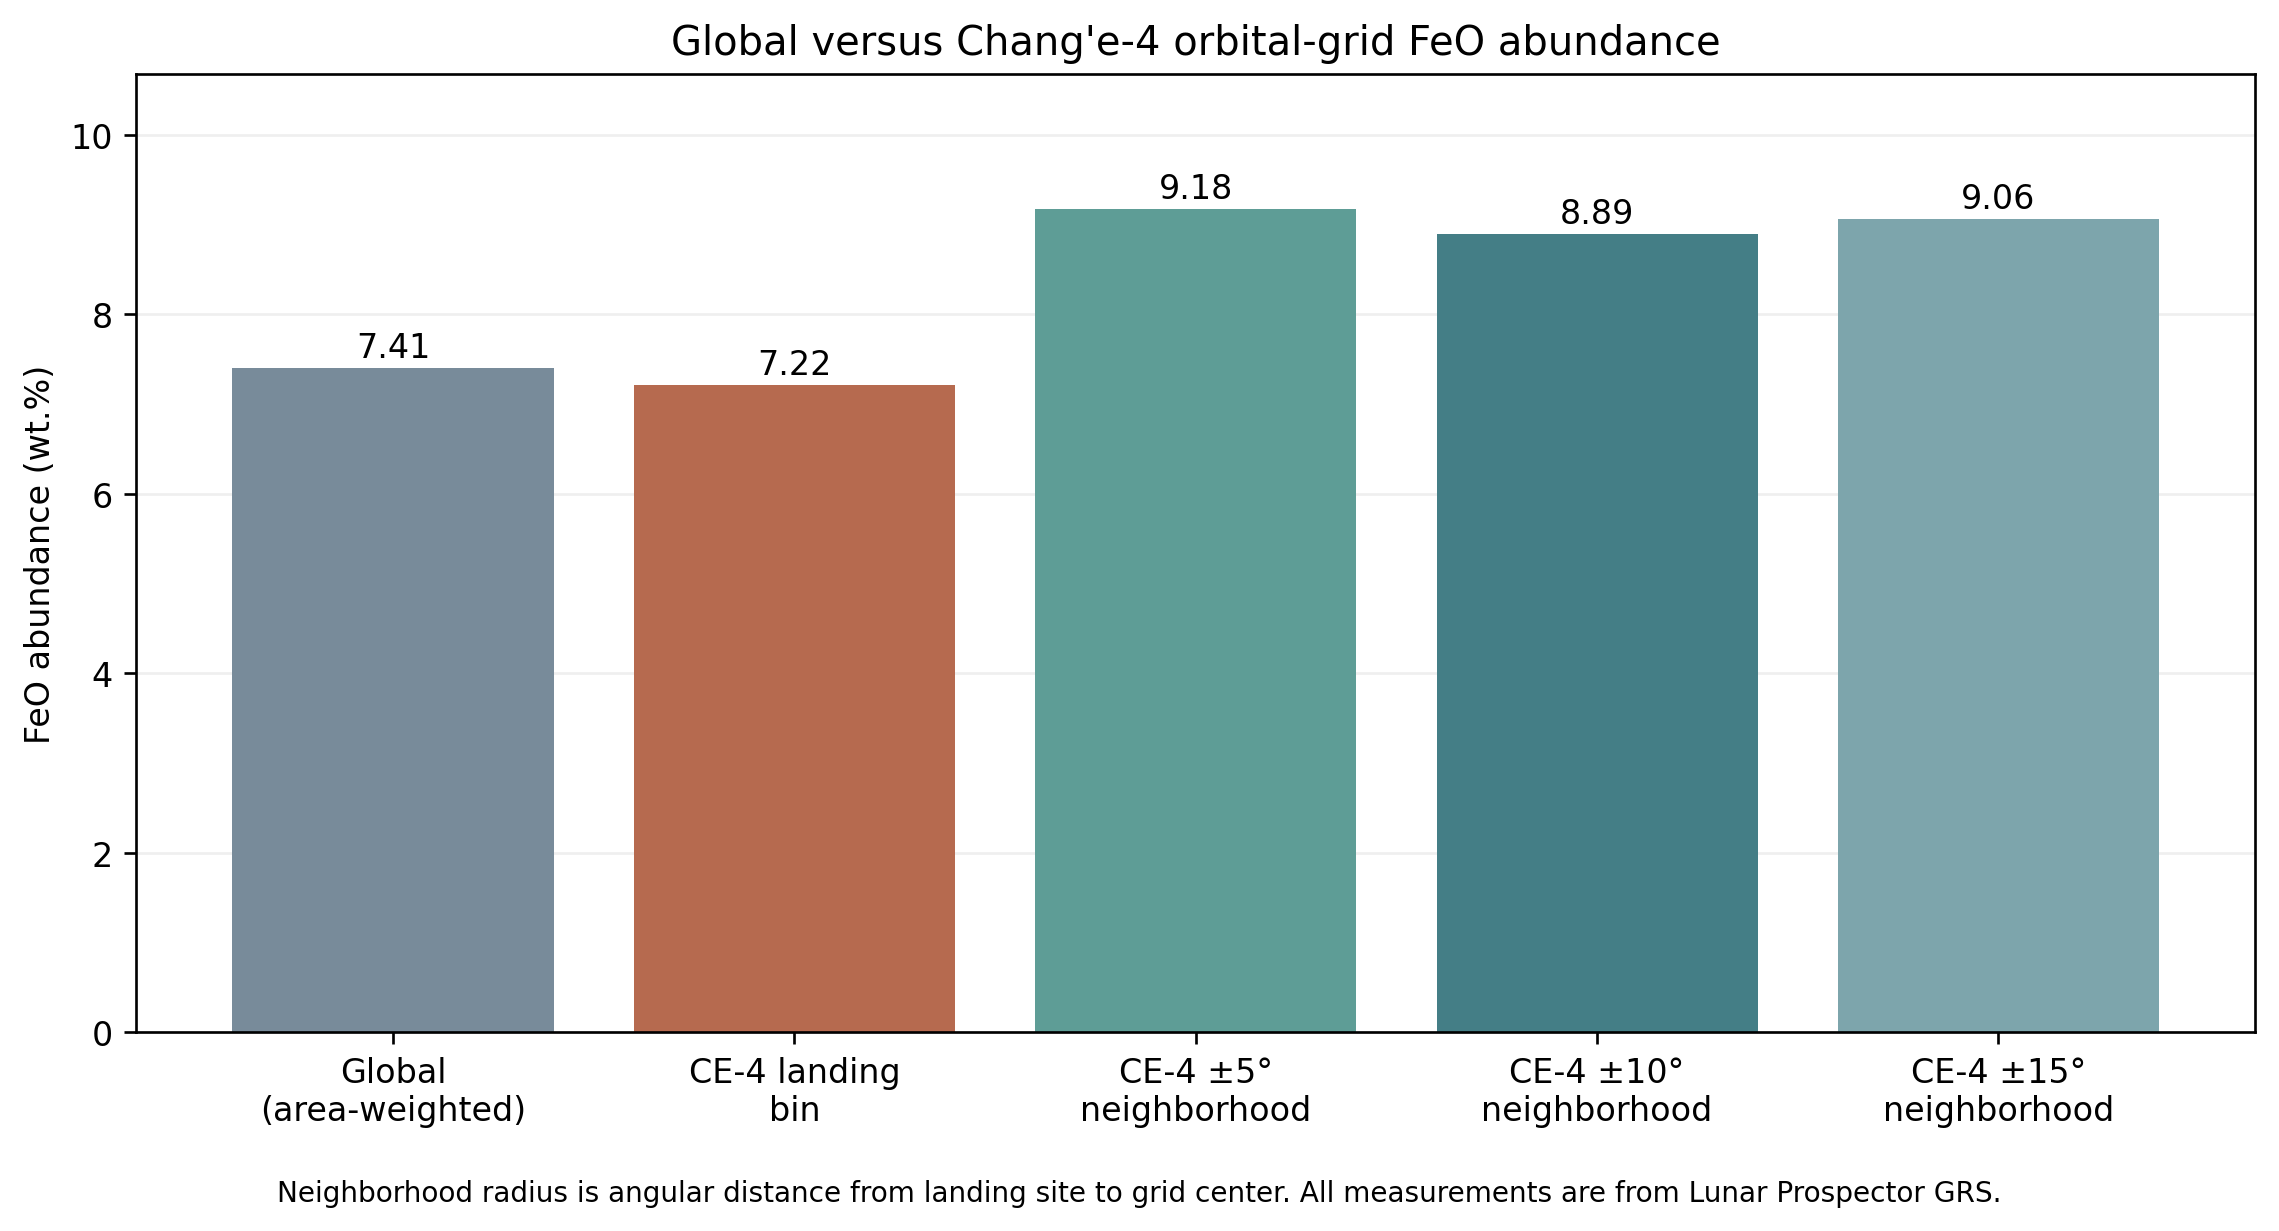 Global versus Chang'e-4 orbital-grid FeO abundance
FeO abundance (wt.%)
10
8
6
4
2
0
7.41
7.22
9.18
8.89
9.06
Global
(area-weighted)
CE-4 landing
bin
CE-4 ±5°
neighborhood
CE-4 ±10°
neighborhood
CE-4 ±15°
neighborhood
Neighborhood radius is angular distance from landing site to grid center. All measurements are from Lunar Prospector GRS.